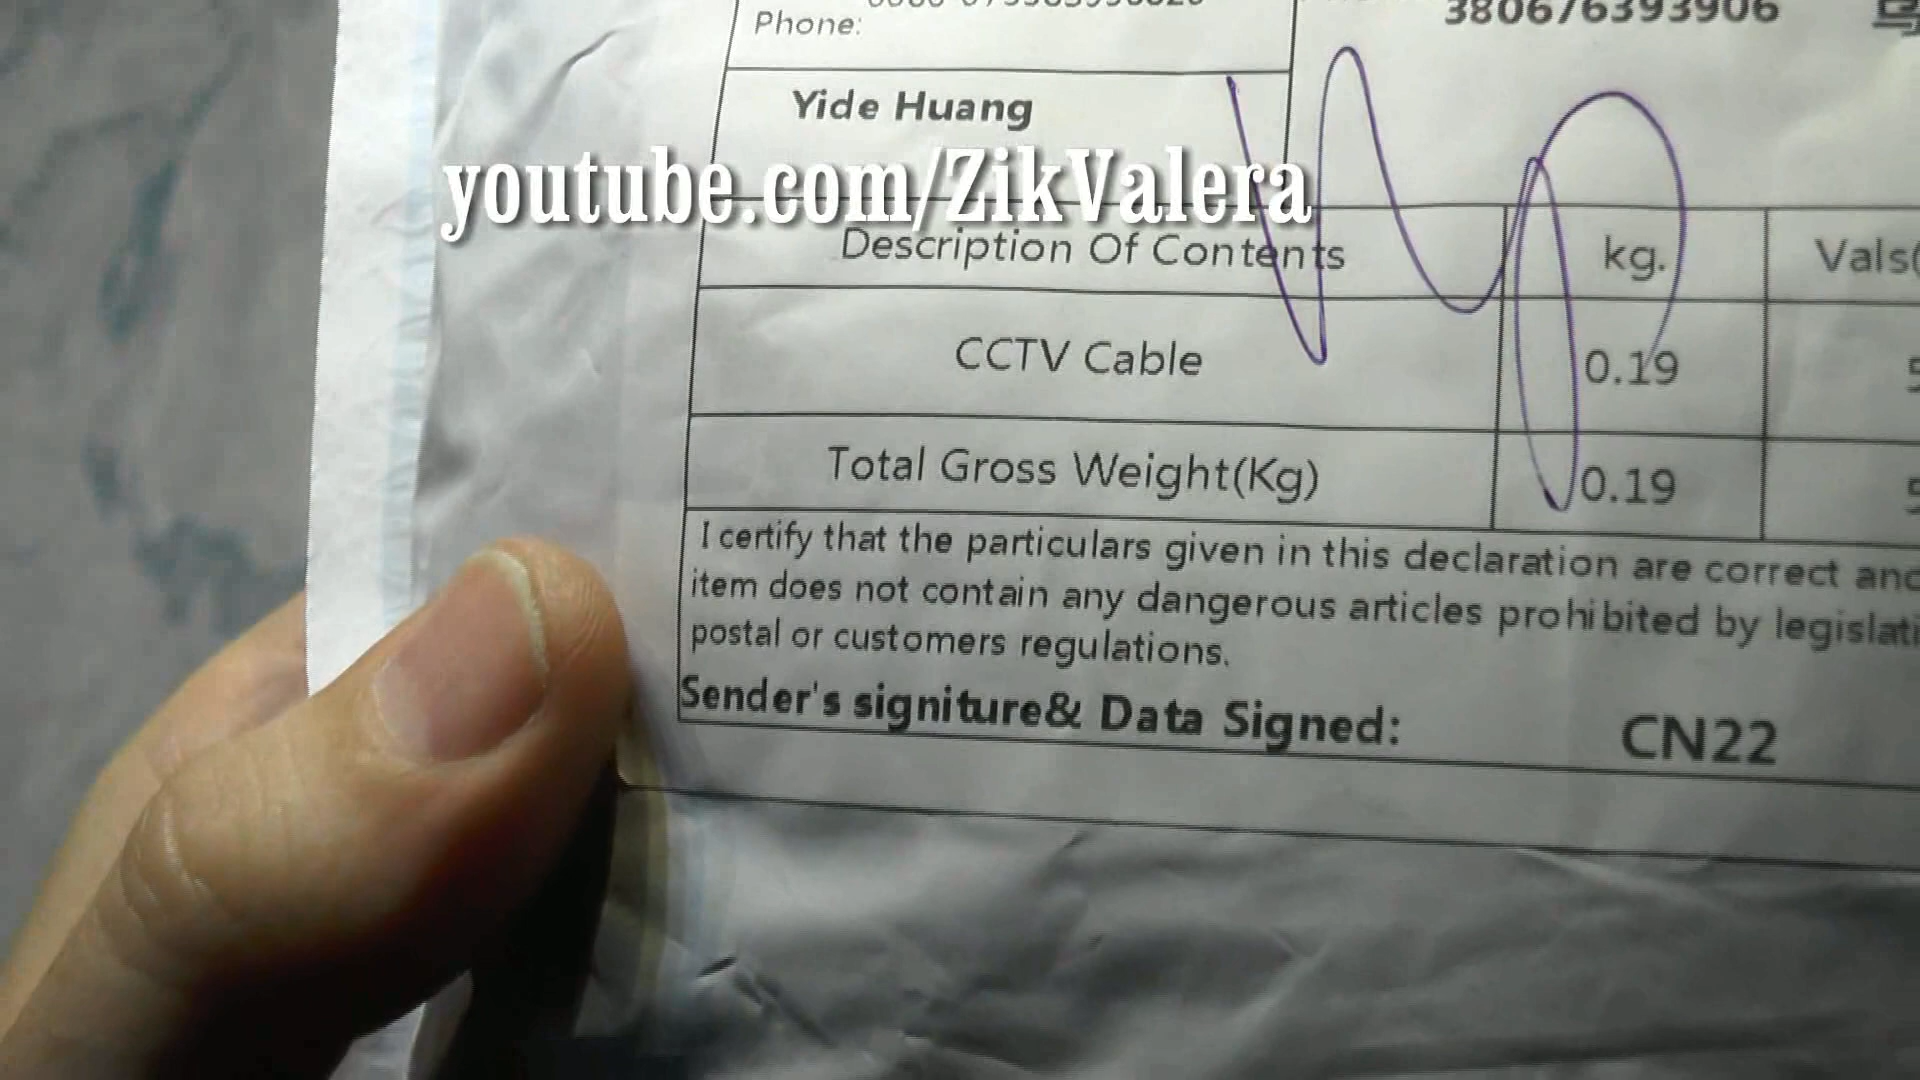 Phone:
380676393906
Yide Huang
youtube.com/ZikValera
Description Of Contents kg. Vals(
CCTV Cable 0.19
Total Gross Weight(Kg) 0.19
I certify that the particulars given in this declaration are correct and
item does not contain any dangerous articles prohibited by legislati
postal or customers regulations.
Sender's signiture& Data Signed: CN22